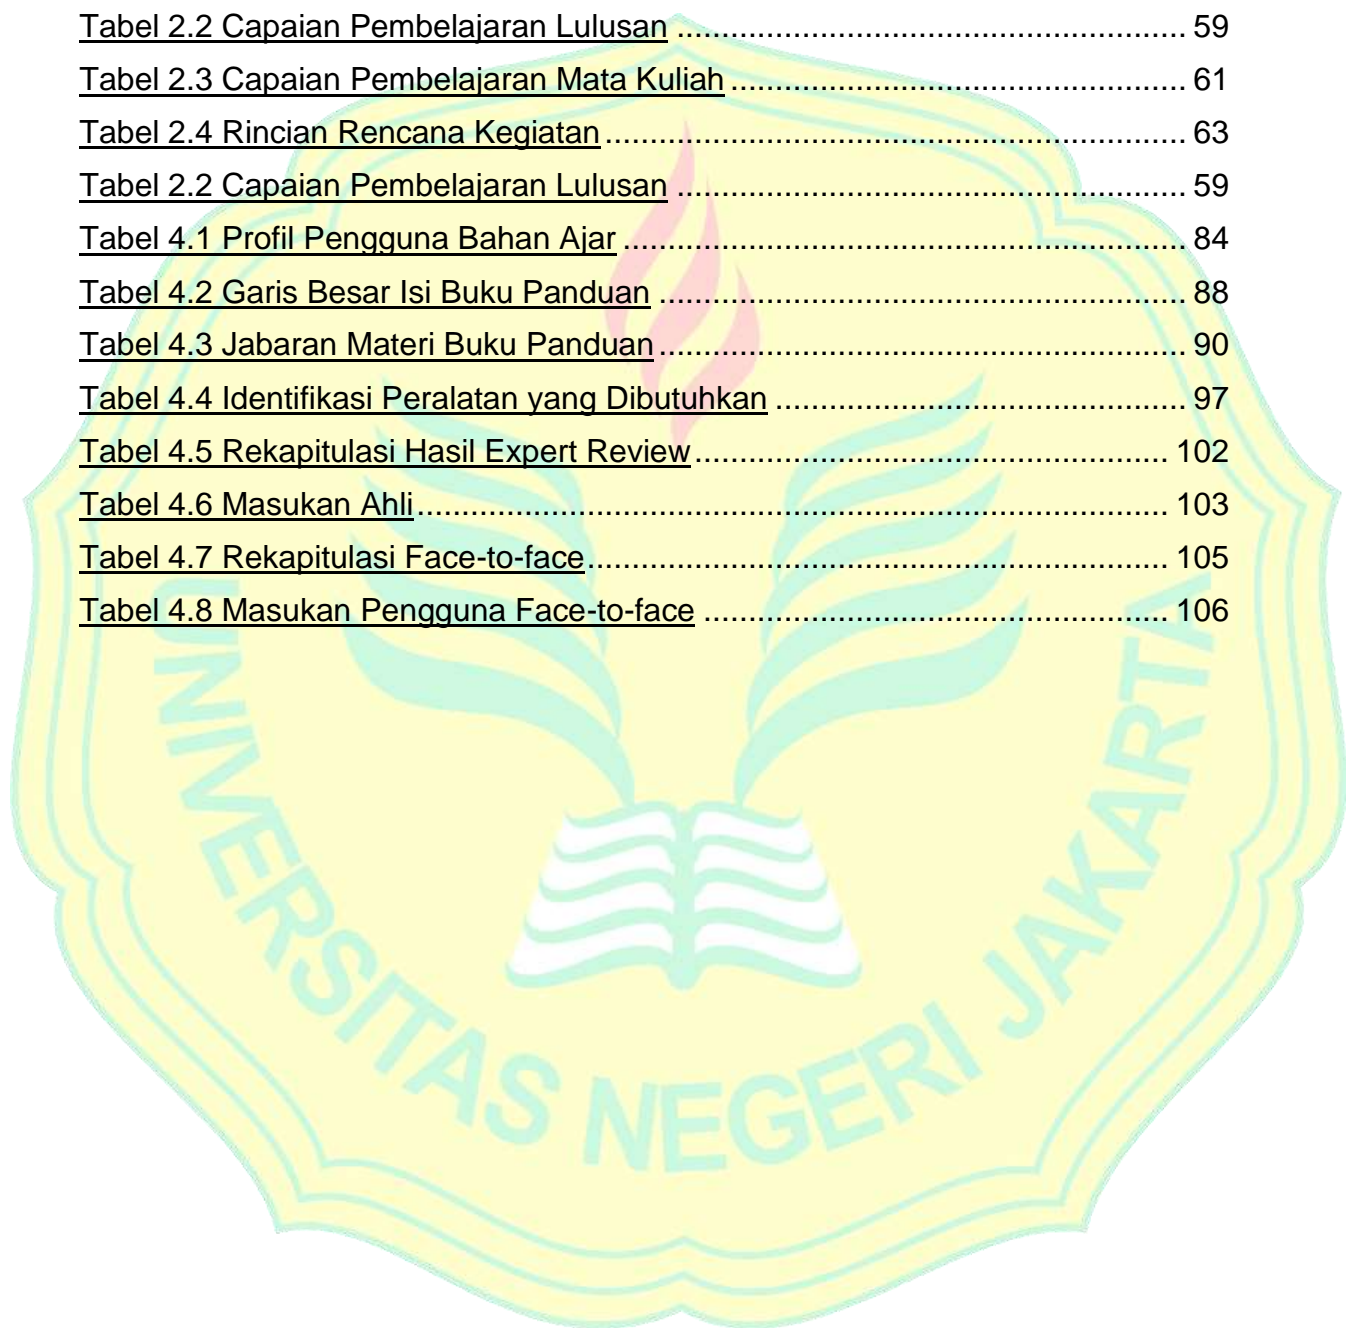 Tabel 2.2 Capaian Pembelajaran Lulusan ......................................................... 59
Tabel 2.3 Capaian Pembelajaran Mata Kuliah ................................................... 61
Tabel 2.4 Rincian Rencana Kegiatan ................................................................. 63
Tabel 2.2 Capaian Pembelajaran Lulusan ......................................................... 59
Tabel 4.1 Profil Pengguna Bahan Ajar ............................................................... 84
Tabel 4.2 Garis Besar Isi Buku Panduan ........................................................... 88
Tabel 4.3 Jabaran Materi Buku Panduan ........................................................... 90
Tabel 4.4 Identifikasi Peralatan yang Dibutuhkan .............................................. 97
Tabel 4.5 Rekapitulasi Hasil Expert Review ..................................................... 102
Tabel 4.6 Masukan Ahli .................................................................................... 103
Tabel 4.7 Rekapitulasi Face-to-face ................................................................. 105
Tabel 4.8 Masukan Pengguna Face-to-face .................................................... 106
UNIVERSITAS NEGERI JAKARTA